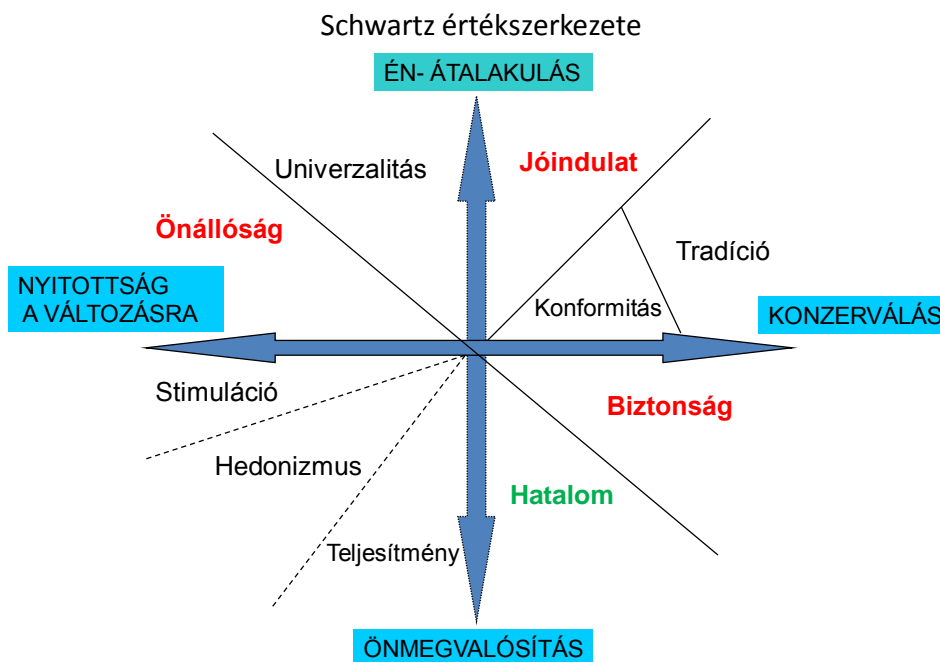 Schwartz értékszerkezete
ÉN- ÁTALAKULÁS
Univerzalitás
Jóindulat
Önállóság
Tradíció
NYITOTTSÁG
A VÁLTOZÁSRA
Konformitás
KONZERVÁLÁS
Stimuláció
Biztonság
Hedonizmus
Hatalom
Teljesítmény
ÖNMEGVALÓSÍTÁS